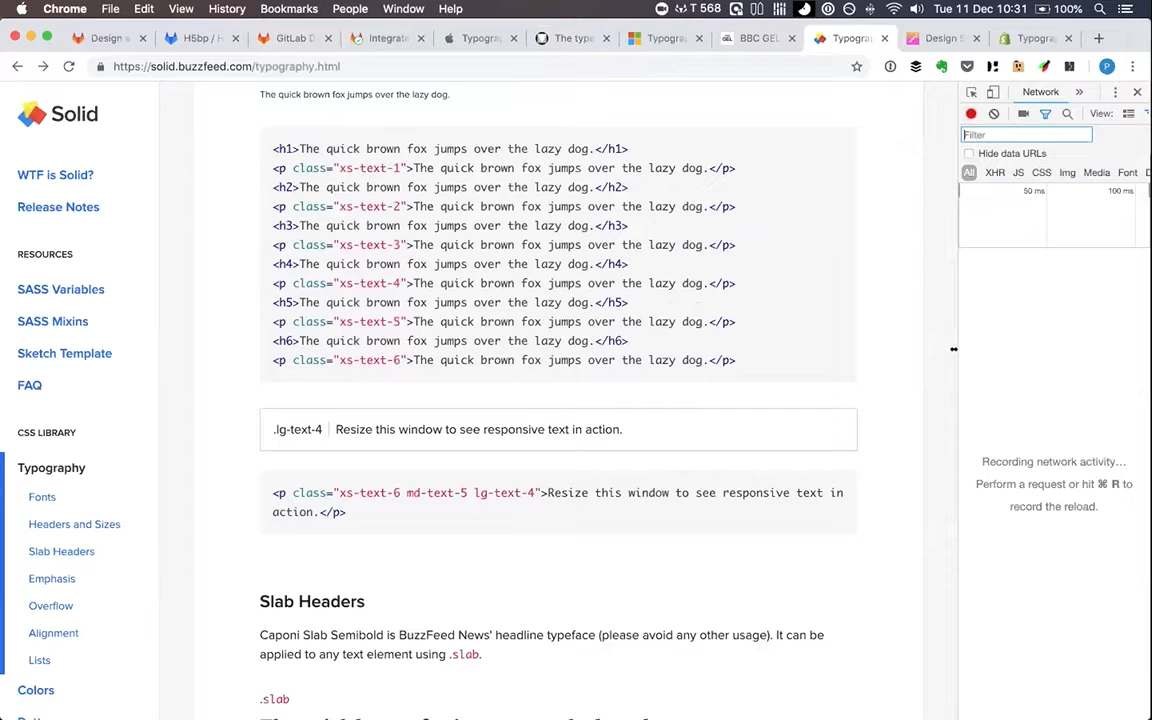 Chrome File Edit View History Bookmarks People Window Help T 568 Tue 11 Dec 10:31 100%
Design a H5bp / H GitLab D Integrate Typograp The type Typograp BBC GEL Typograp Design S Typograp
https://solid.buzzfeed.com/typography.html
Solid
WTF is Solid?
Release Notes
RESOURCES
SASS Variables
SASS Mixins
Sketch Template
FAQ
CSS LIBRARY
Typography
Fonts
Headers and Sizes
Slab Headers
Emphasis
Overflow
Alignment
Lists
Colors
The quick brown fox jumps over the lazy dog.
<h1>The quick brown fox jumps over the lazy dog.</h1>
<p class="xs-text-1">The quick brown fox jumps over the lazy dog.</p>
<h2>The quick brown fox jumps over the lazy dog.</h2>
<p class="xs-text-2">The quick brown fox jumps over the lazy dog.</p>
<h3>The quick brown fox jumps over the lazy dog.</h3>
<p class="xs-text-3">The quick brown fox jumps over the lazy dog.</p>
<h4>The quick brown fox jumps over the lazy dog.</h4>
<p class="xs-text-4">The quick brown fox jumps over the lazy dog.</p>
<h5>The quick brown fox jumps over the lazy dog.</h5>
<p class="xs-text-5">The quick brown fox jumps over the lazy dog.</p>
<h6>The quick brown fox jumps over the lazy dog.</h6>
<p class="xs-text-6">The quick brown fox jumps over the lazy dog.</p>
.lg-text-4 Resize this window to see responsive text in action.
<p class="xs-text-6 md-text-5 lg-text-4">Resize this window to see responsive text in
action.</p>
Slab Headers
Caponi Slab Semibold is BuzzFeed News' headline typeface (please avoid any other usage). It can be
applied to any text element using .slab.
.slab
Network
View:
Filter
Hide data URLs
All XHR JS CSS Img Media Font
50 ms 100 ms
Recording network activity…
Perform a request or hit ⌘ R to
record the reload.